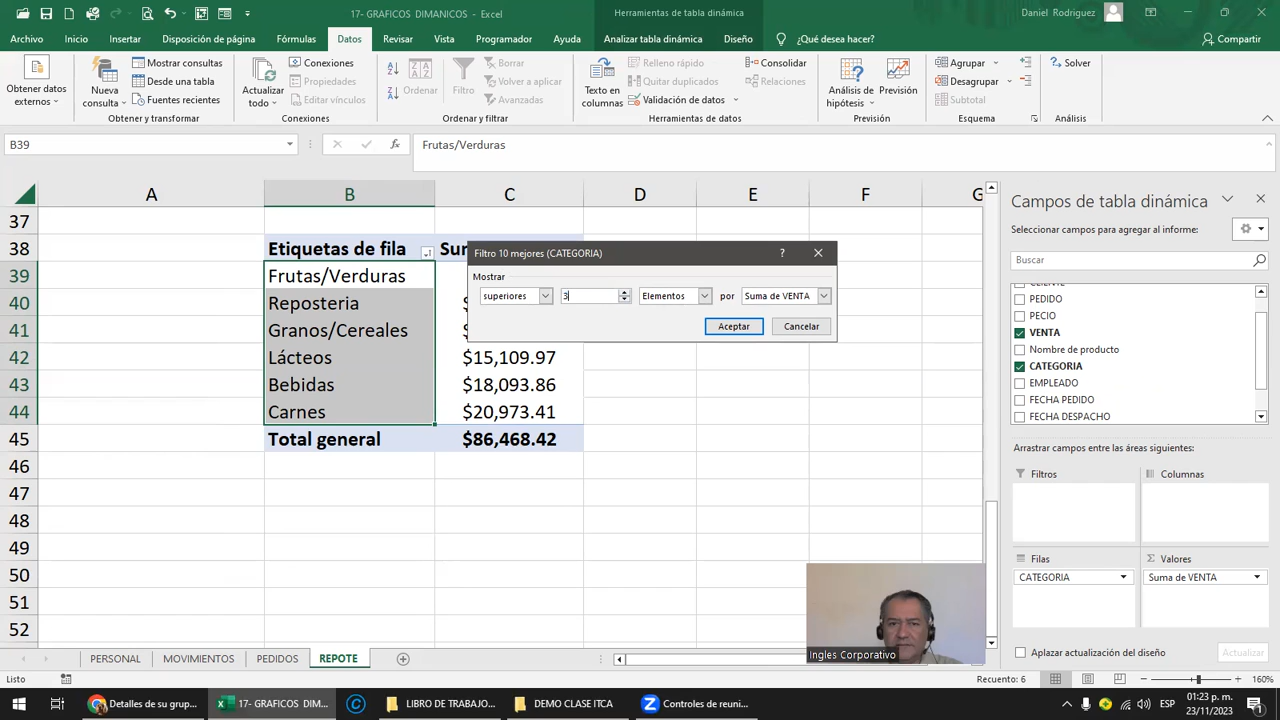 17- GRAFICOS DIMANICOS - Excel
Herramientas de tabla dinámica
Daniel Rodriguez
Archivo Inicio Insertar Disposición de página Fórmulas Datos Revisar Vista Programador Ayuda Analizar tabla dinámica Diseño ¿Qué desea hacer? Compartir
Obtener datos externos
Nueva consulta
Mostrar consultas
Desde una tabla
Fuentes recientes
Obtener y transformar
Actualizar todo
Conexiones
Propiedades
Editar vínculos
Conexiones
Ordenar
Filtro
Borrar
Volver a aplicar
Avanzadas
Ordenar y filtrar
Texto en columnas
Relleno rápido
Quitar duplicados
Validación de datos
Consolidar
Relaciones
Herramientas de datos
Análisis de hipótesis
Previsión
Previsión
Agrupar
Desagrupar
Subtotal
Esquema
Solver
Análisis
B39
fx
Frutas/Verduras
A B C D E F G
37
38 Etiquetas de fila
39 Frutas/Verduras
40 Reposteria
41 Granos/Cereales
42 Lácteos $15,109.97
43 Bebidas $18,093.86
44 Carnes $20,973.41
45 Total general $86,468.42
46
47
48
49
50
51
52
Filtro 10 mejores (CATEGORIA)
?
Mostrar
superiores 3 Elementos por Suma de VENTA
Aceptar Cancelar
Campos de tabla dinámica
Seleccionar campos para agregar al informe:
Buscar
PEDIDO
PECIO
VENTA
Nombre de producto
CATEGORIA
EMPLEADO
FECHA PEDIDO
FECHA DESPACHO
Arrastrar campos entre las áreas siguientes:
Filtros
Columnas
Filas
Σ Valores
CATEGORIA
Suma de VENTA
Aplazar actualización del diseño
Actualizar
Ingles Corporativo
PERSONAL MOVIMIENTOS PEDIDOS REPOTE
Listo
Recuento: 6
160%
Detalles de su grup...
17- GRAFICOS DIM...
LIBRO DE TRABAJO...
DEMO CLASE ITCA
Controles de reuni...
ESP
01:23 p. m.
23/11/2023